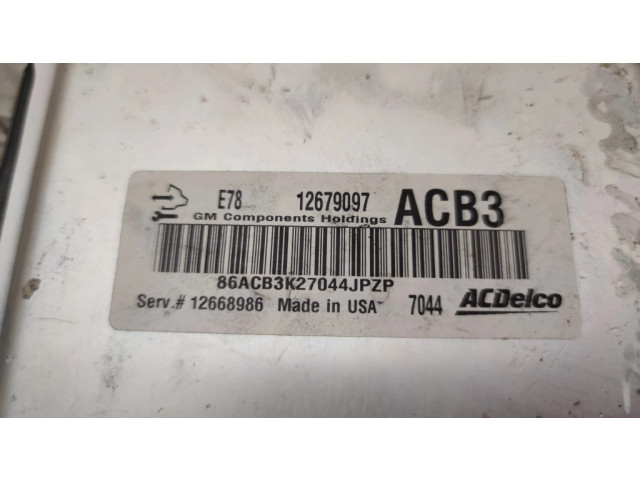 E78 12679097 ACB3
GM Components Holdings
86ACB3K27044JPZP
Serv.# 12668986 Made in USA 7044 ACDelco